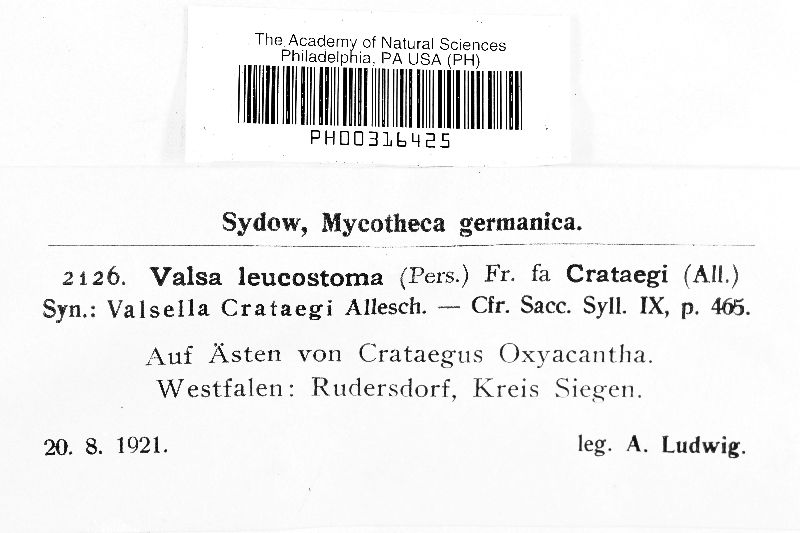 The Academy of Natural Sciences
Philadelphia, PA USA (PH)
PH00316425
Sydow, Mycotheca germanica.
2126. Valsa leucostoma (Pers.) Fr. fa Crataegi (All.)
Syn.: Valsella Crataegi Allesch. — Cfr. Sacc. Syll. IX, p. 465.
Auf Ästen von Crataegus Oxyacantha.
Westfalen: Rudersdorf, Kreis Siegen.
20. 8. 1921. leg. A. Ludwig.